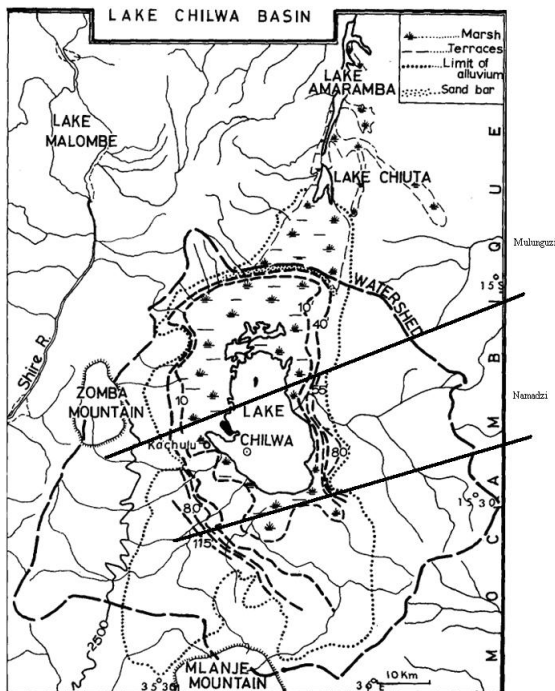 LAKE CHILWA BASIN
Marsh
Terraces
Limit of
alluvium
Sand bar
LAKE
AMARAMBA
LAKE
MALOMBE
LAKE CHIUTA
Mulunguzi
15°S
WATERSHED
10
40
Shire R.
ZOMBA
MOUNTAIN
10
Namadzi
LAKE
CHILWA
Kachulu
80
80
15°30'
115
2500
MOCAMBIQUE
MLANJE
MOUNTAIN
35°30'
36°E
10 Km